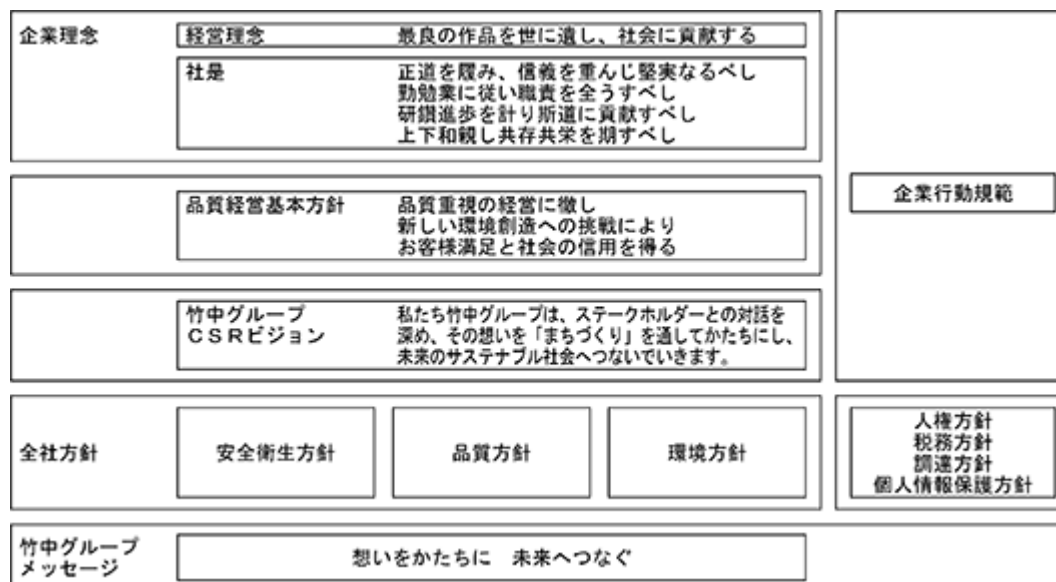 企業理念
経営理念 最良の作品を世に遺し、社会に貢献する
社是 正道を履み、信義を重んじ堅実なるべし
勤勉業に従い職責を全うすべし
研鑽進歩を計り斯道に貢献すべし
上下和親し共存共栄を期すべし
品質経営基本方針 品質重視の経営に徹し
新しい環境創造への挑戦により
お客様満足と社会の信用を得る
竹中グループ 私たち竹中グループは、ステークホルダーとの対話を
CSRビジョン 深め、その想いを「まちづくり」を通してかたちにし、
未来のサステナブル社会へつないでいきます。
企業行動規範
全社方針
安全衛生方針
品質方針
環境方針
人権方針
税務方針
調達方針
個人情報保護方針
竹中グループ
メッセージ
想いをかたちに 未来へつなぐ